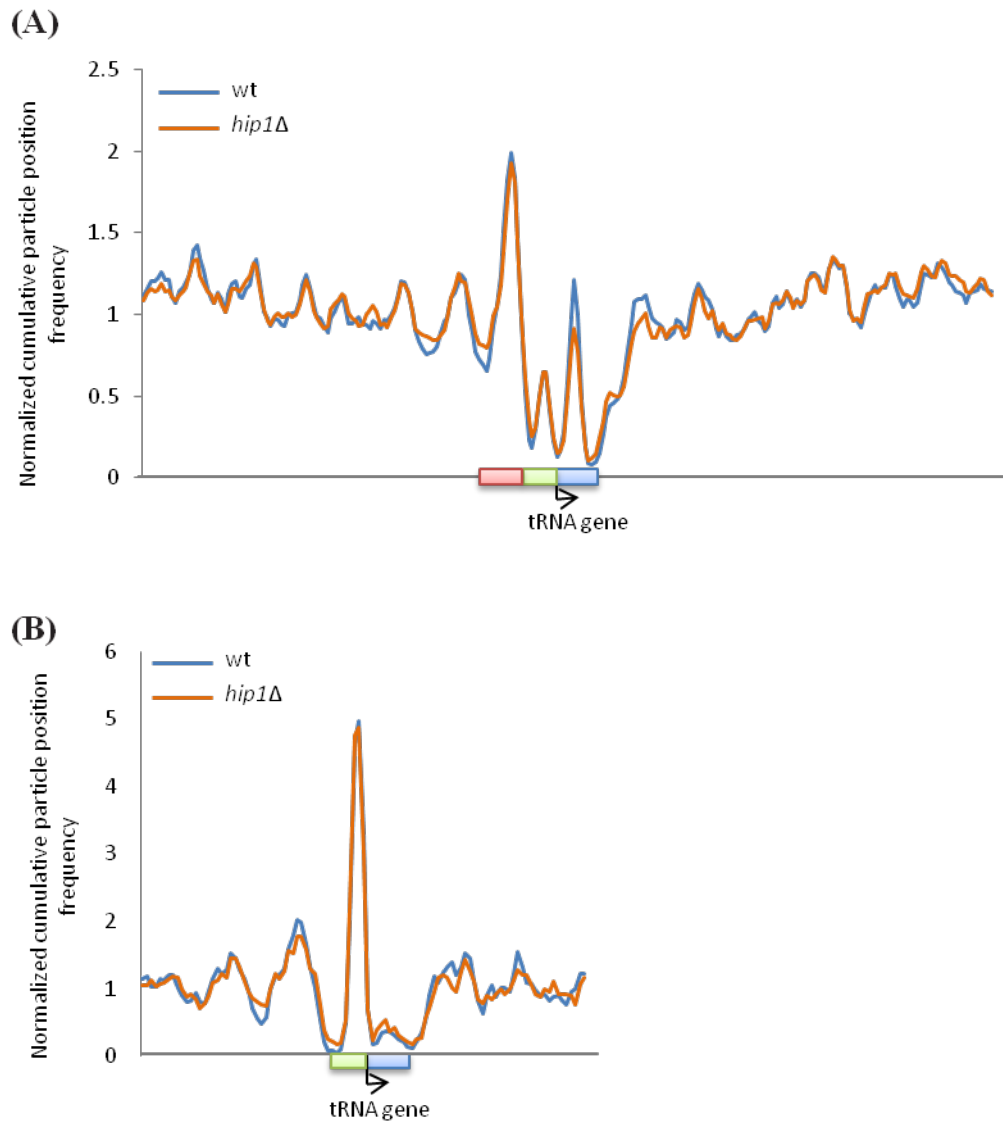 (A)
Normalized cumulative particle position
frequency
2.5
2
1.5
1
0.5
0
wt
hip1Δ
tRNA gene
(B)
Normalized cumulative particle position
frequency
6
5
4
3
2
1
0
wt
hip1Δ
tRNA gene